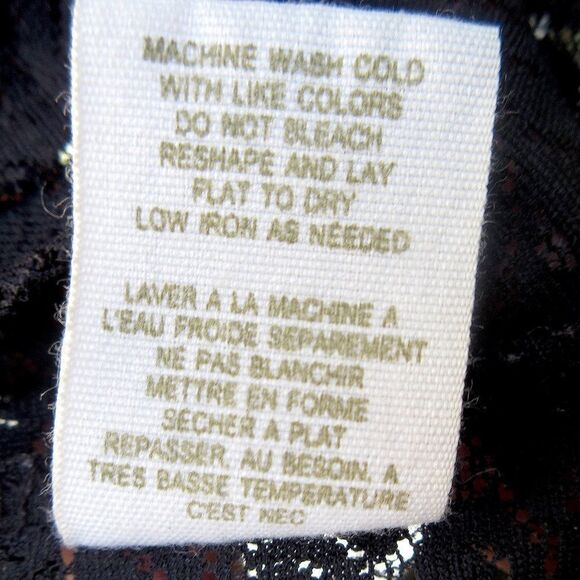 MACHINE WASH COLD
WITH LIKE COLORS
DO NOT BLEACH
RESHAPE AND LAY
FLAT TO DRY
LOW IRON AS NEEDED
LAVER A LA MACHINE A
L'EAU FROIDE SEPAREMENT
NE PAS BLANCHIR
METTRE EN FORME
SECHER A PLAT
REPASSER, AU BESOIN, A
TRES BASSE TEMPERATURE
C'EST NEC